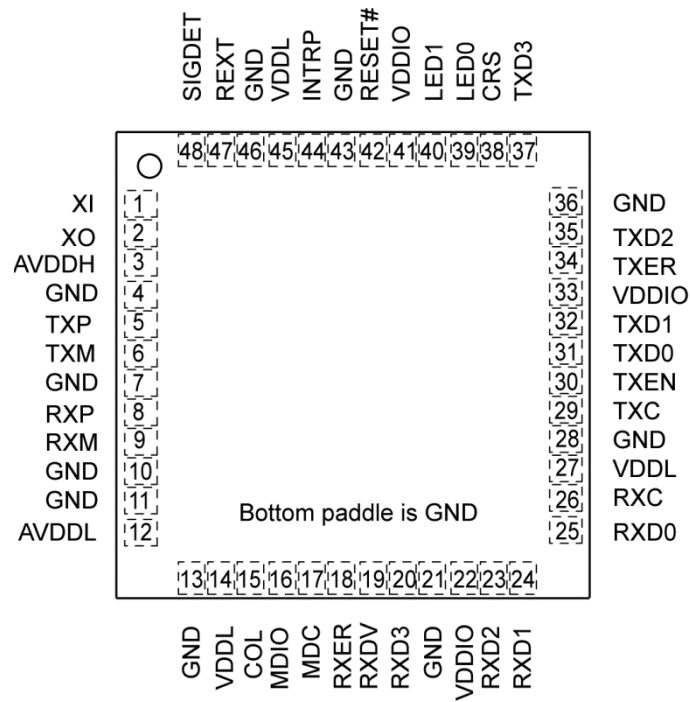 SIGDET REXT GND VDDL INTRP GND RESET# VDDIO LED1 LED0 CRS TXD3
48 47 46 45 44 43 42 41 40 39 38 37
XI 1 36 GND
XO 2 35 TXD2
AVDDH 3 34 TXER
GND 4 33 VDDIO
TXP 5 32 TXD1
TXM 6 31 TXD0
GND 7 30 TXEN
RXP 8 29 TXC
RXM 9 28 GND
GND 10 27 VDDL
GND 11 26 RXC
AVDDL 12 25 RXD0
Bottom paddle is GND
13 14 15 16 17 18 19 20 21 22 23 24
GND VDDL COL MDIO MDC RXER RXDV RXD3 GND VDDIO RXD2 RXD1